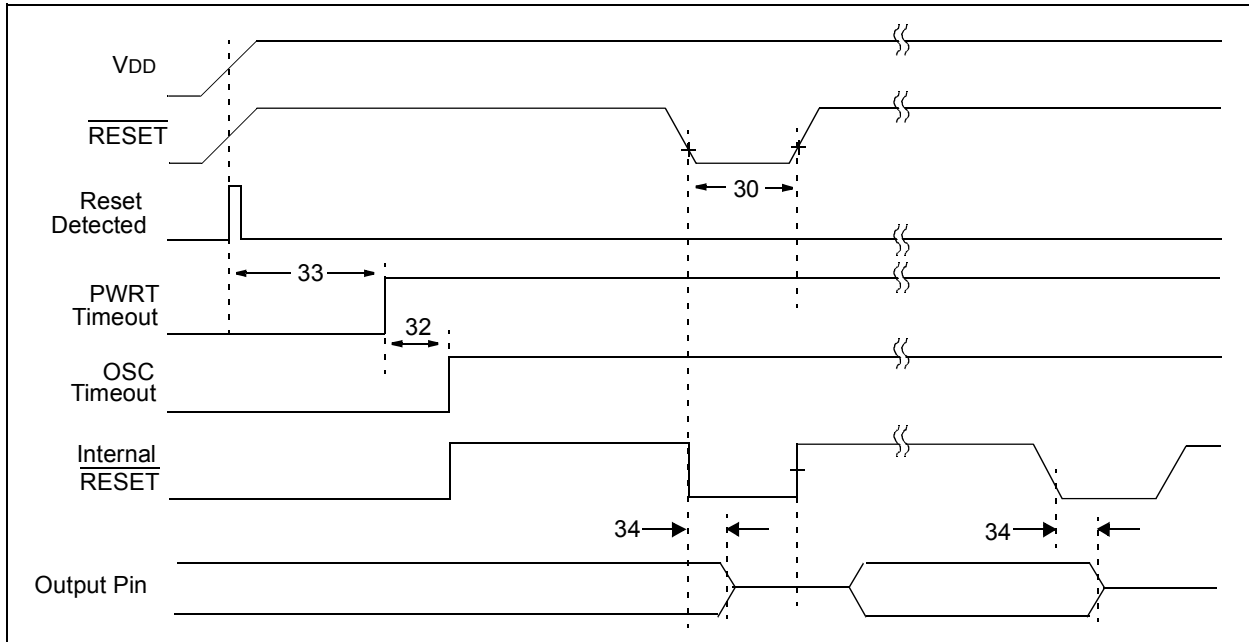 VDD
RESET
Reset
Detected
30
33
PWRT
Timeout
32
OSC
Timeout
Internal
RESET
34
34
Output Pin